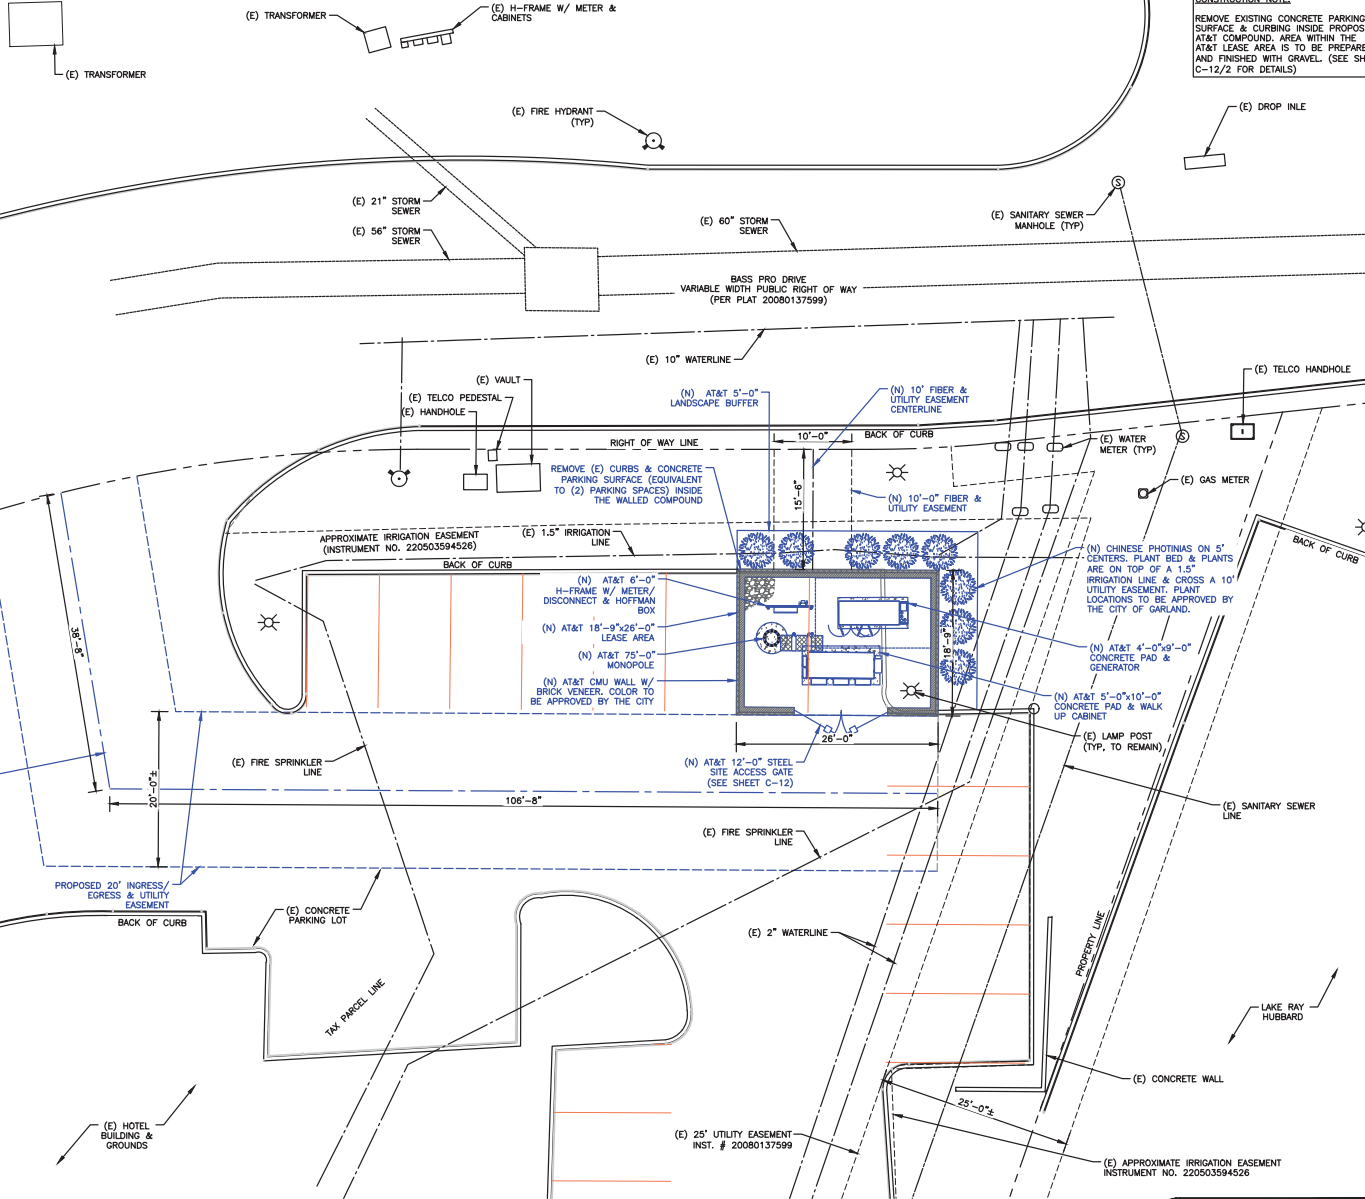 CONSTRUCTION NOTE:
REMOVE EXISTING CONCRETE PARKING
SURFACE & CURBING INSIDE PROPOS
AT&T COMPOUND. AREA WITHIN THE
AT&T LEASE AREA IS TO BE PREPARE
AND FINISHED WITH GRAVEL. (SEE SH
C-12/2 FOR DETAILS)
(E) TRANSFORMER
(E) H-FRAME W/ METER &
CABINETS
(E) TRANSFORMER
(E) FIRE HYDRANT
(TYP)
(E) DROP INLE
(E) 21" STORM
SEWER
(E) 56" STORM
SEWER
(E) 60" STORM
SEWER
(E) SANITARY SEWER
MANHOLE (TYP)
S
BASS PRO DRIVE
VARIABLE WIDTH PUBLIC RIGHT OF WAY
(PER PLAT 20080137599)
(E) 10" WATERLINE
(E) VAULT
(E) TELCO PEDESTAL
(E) HANDHOLE
(N) AT&T 5'-0"
LANDSCAPE BUFFER
(N) 10' FIBER &
UTILITY EASEMENT
CENTERLINE
(E) TELCO HANDHOLE
RIGHT OF WAY LINE
10'-0"
BACK OF CURB
(E) WATER
METER (TYP)
S
REMOVE (E) CURBS & CONCRETE
PARKING SURFACE (EQUIVALENT
TO (2) PARKING SPACES) INSIDE
THE WALLED COMPOUND
15'-6"
(N) 10'-0" FIBER &
UTILITY EASEMENT
(E) GAS METER
APPROXIMATE IRRIGATION EASEMENT
(INSTRUMENT NO. 220503594526)
(E) 1.5" IRRIGATION
LINE
BACK OF CURB
BACK OF CURB
(N) CHINESE PHOTINIAS ON 5'
CENTERS. PLANT BED & PLANTS
ARE ON TOP OF A 1.5"
IRRIGATION LINE & CROSS A 10'
UTILITY EASEMENT. PLANT
LOCATIONS TO BE APPROVED BY
THE CITY OF GARLAND.
(N) AT&T 6'-0"
H-FRAME W/ METER/
DISCONNECT & HOFFMAN
BOX
(N) AT&T 18'-9"x26'-0"
LEASE AREA
(N) AT&T 75'-0"
MONOPOLE
(N) AT&T CMU WALL W/
BRICK VENEER. COLOR TO
BE APPROVED BY THE CITY
18'-9"
(N) AT&T 4'-0"x9'-0"
CONCRETE PAD &
GENERATOR
(N) AT&T 5'-0"x10'-0"
CONCRETE PAD & WALK
UP CABINET
(E) LAMP POST
(TYP, TO REMAIN)
38'-8"
26'-0"
(N) AT&T 12'-0" STEEL
SITE ACCESS GATE
(SEE SHEET C-12)
(E) FIRE SPRINKLER
LINE
20'-0"±
106'-8"
(E) SANITARY SEWER
LINE
(E) FIRE SPRINKLER
LINE
PROPOSED 20' INGRESS/
EGRESS & UTILITY
EASEMENT
BACK OF CURB
(E) CONCRETE
PARKING LOT
(E) 2" WATERLINE
PROPERTY LINE
TAX PARCEL LINE
LAKE RAY
HUBBARD
(E) CONCRETE WALL
25'-0"±
(E) HOTEL
BUILDING &
GROUNDS
(E) 25' UTILITY EASEMENT
INST. # 20080137599
(E) APPROXIMATE IRRIGATION EASEMENT
INSTRUMENT NO. 220503594526